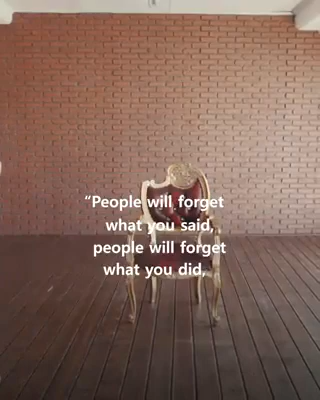 “People will forget
what you said,
people will forget
what you did,